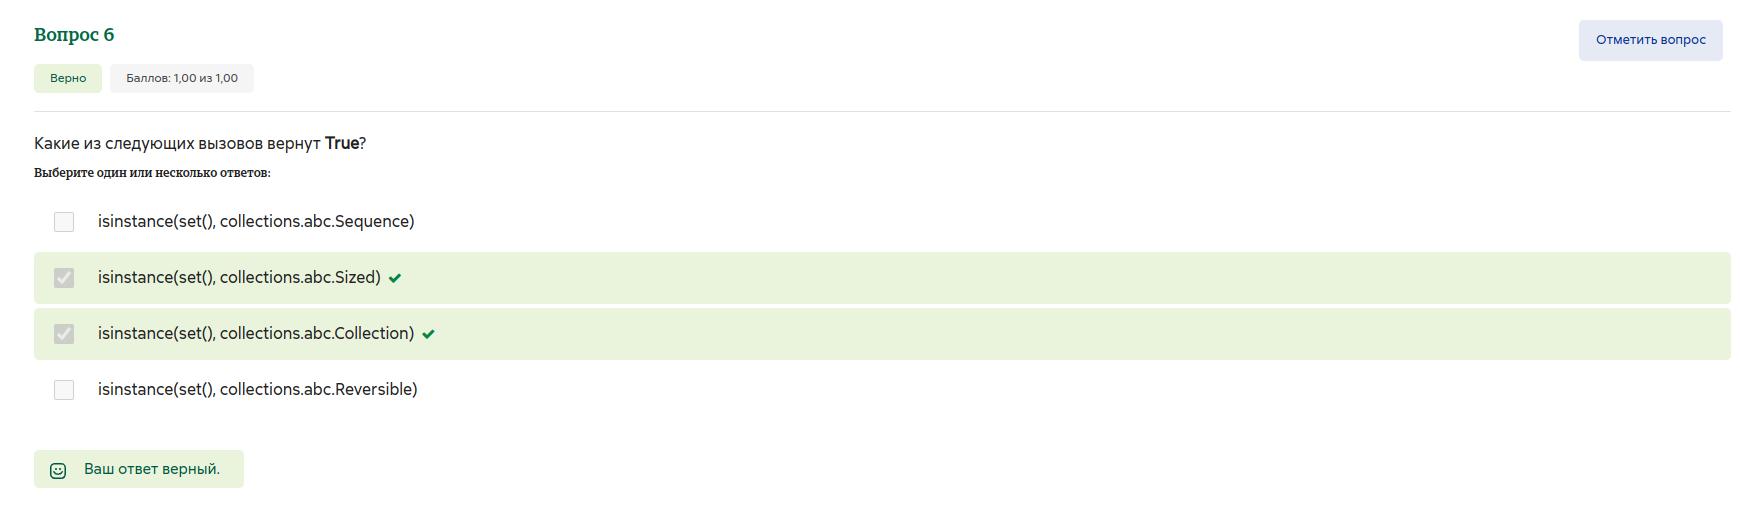 Вопрос 6
Отметить вопрос
Верно
Баллов: 1,00 из 1,00
Какие из следующих вызовов вернут True?
Выберите один или несколько ответов:
isinstance(set(), collections.abc.Sequence)
isinstance(set(), collections.abc.Sized)
isinstance(set(), collections.abc.Collection)
isinstance(set(), collections.abc.Reversible)
Ваш ответ верный.